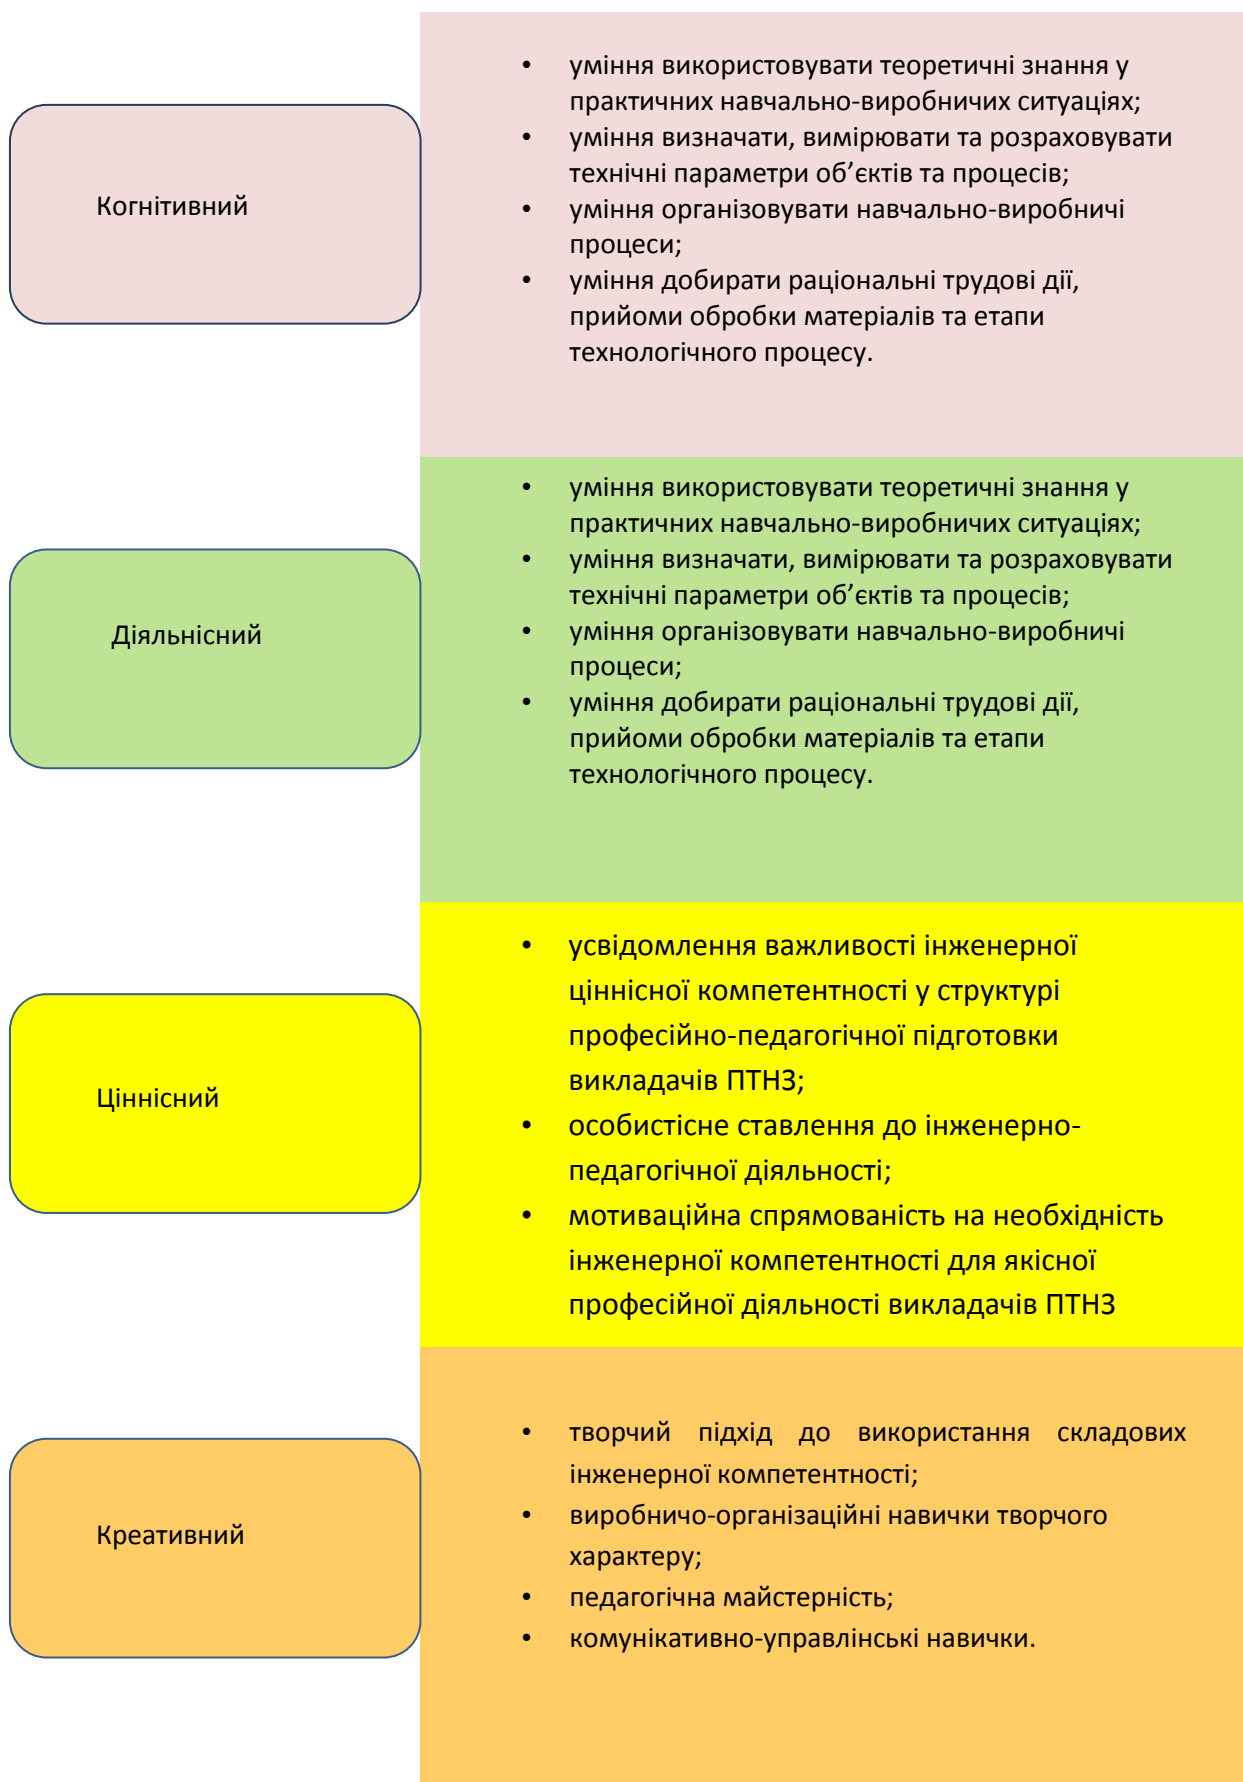 Когнітивний
• уміння використовувати теоретичні знання у
практичних навчально-виробничих ситуаціях;
• уміння визначати, вимірювати та розраховувати
технічні параметри об’єктів та процесів;
• уміння організовувати навчально-виробничі
процеси;
• уміння добирати раціональні трудові дії,
прийоми обробки матеріалів та етапи
технологічного процесу.
Діяльнісний
• уміння використовувати теоретичні знання у
практичних навчально-виробничих ситуаціях;
• уміння визначати, вимірювати та розраховувати
технічні параметри об’єктів та процесів;
• уміння організовувати навчально-виробничі
процеси;
• уміння добирати раціональні трудові дії,
прийоми обробки матеріалів та етапи
технологічного процесу.
Ціннісний
• усвідомлення важливості інженерної
ціннісної компетентності у структурі
професійно-педагогічної підготовки
викладачів ПТНЗ;
• особистісне ставлення до інженерно-
педагогічної діяльності;
• мотиваційна спрямованість на необхідність
інженерної компетентності для якісної
професійної діяльності викладачів ПТНЗ
Креативний
• творчий підхід до використання складових
інженерної компетентності;
• виробничо-організаційні навички творчого
характеру;
• педагогічна майстерність;
• комунікативно-управлінські навички.